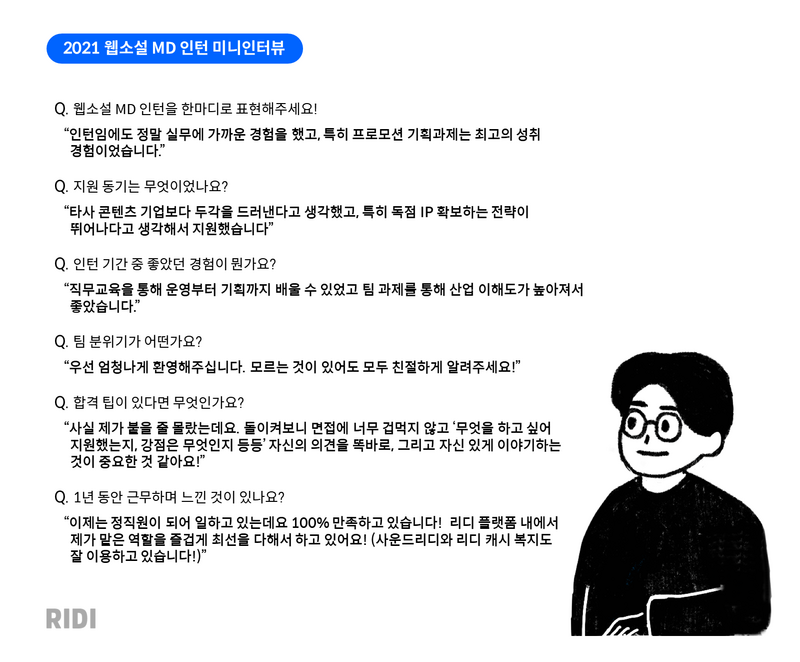 2021 웹소설 MD 인턴 미니인터뷰
Q. 웹소설 MD 인턴을 한마디로 표현해주세요!
“인턴임에도 정말 실무에 가까운 경험을 했고, 특히 프로모션 기획과제는 최고의 성취
경험이었습니다.”
Q. 지원 동기는 무엇이었나요?
“타사 콘텐츠 기업보다 두각을 드러낸다고 생각했고, 특히 독점 IP 확보하는 전략이
뛰어나다고 생각해서 지원했습니다”
Q. 인턴 기간 중 좋았던 경험이 뭔가요?
“직무교육을 통해 운영부터 기획까지 배울 수 있었고 팀 과제를 통해 산업 이해도가 높아져서
좋았습니다.”
Q. 팀 분위기가 어떤가요?
“우선 엄청나게 환영해주십니다. 모르는 것이 있어도 모두 친절하게 알려주세요!”
Q. 합격 팁이 있다면 무엇인가요?
“사실 제가 붙을 줄 몰랐는데요. 돌이켜보니 면접에 너무 겁먹지 않고 ‘무엇을 하고 싶어
지원했는지, 강점은 무엇인지 등등’ 자신의 의견을 똑바로, 그리고 자신 있게 이야기하는
것이 중요한 것 같아요!”
Q. 1년 동안 근무하며 느낀 것이 있나요?
“이제는 정직원이 되어 일하고 있는데요 100% 만족하고 있습니다! 리디 플랫폼 내에서
제가 맡은 역할을 즐겁게 최선을 다해서 하고 있어요! (사운드리디와 리디 캐시 복지도
잘 이용하고 있습니다!)”
RIDI